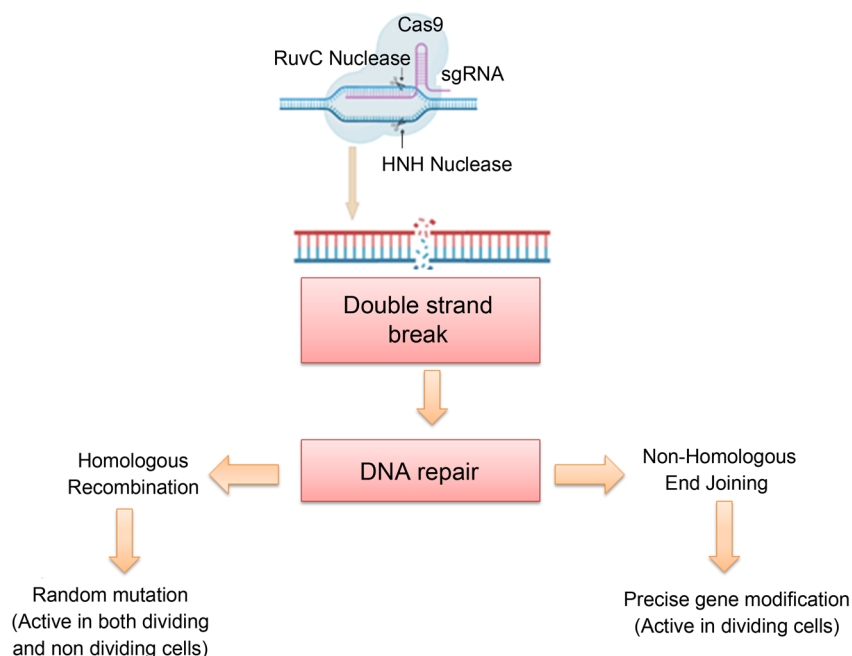 Cas9
RuvC Nuclease
sgRNA
HNH Nuclease
Double strand
break
DNA repair
Homologous
Recombination
Non-Homologous
End Joining
Random mutation
(Active in both dividing
and non dividing cells)
Precise gene modification
(Active in dividing cells)